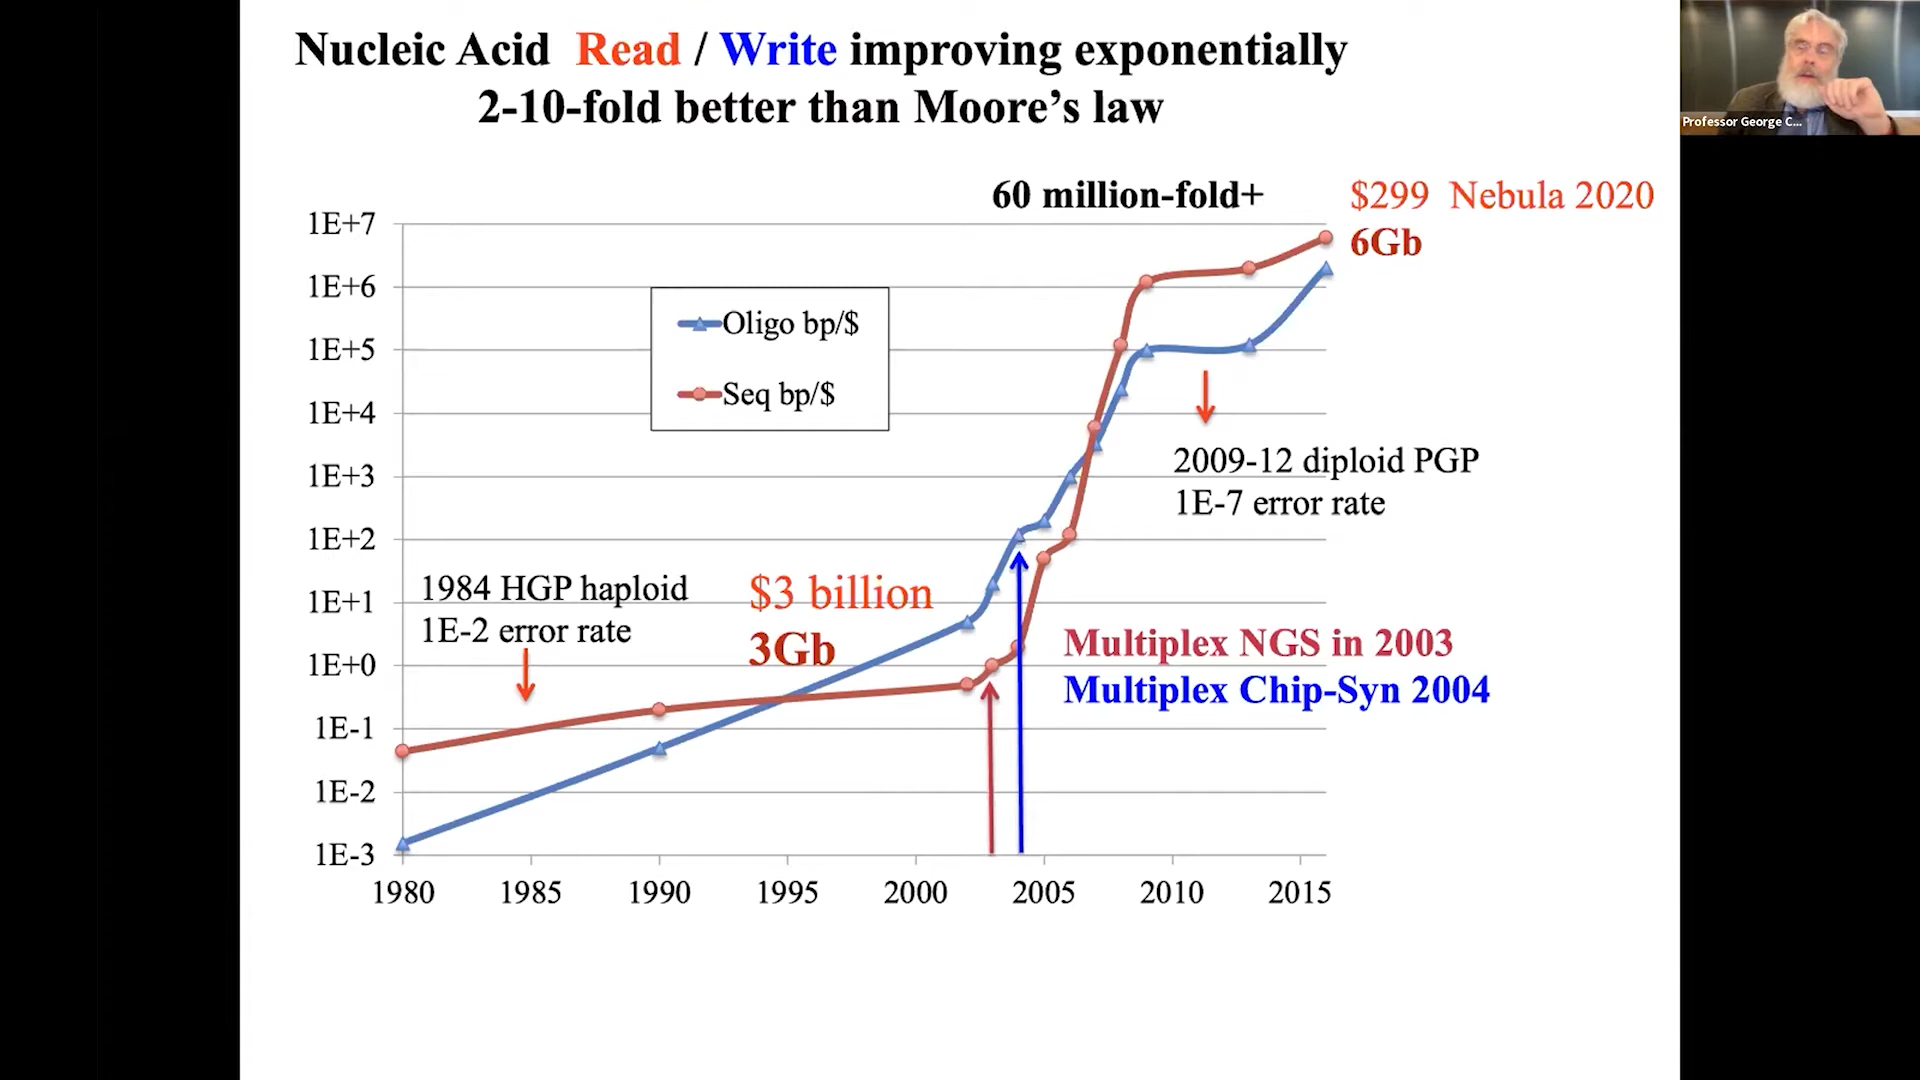 Nucleic Acid Read / Write improving exponentially
2-10-fold better than Moore's law
Professor George C...
60 million-fold+
$299 Nebula 2020
6Gb
1E+7
1E+6
1E+5
1E+4
1E+3
1E+2
1E+1
1E+0
1E-1
1E-2
1E-3
Oligo bp/$
Seq bp/$
2009-12 diploid PGP
1E-7 error rate
1984 HGP haploid
1E-2 error rate
$3 billion
3Gb
Multiplex NGS in 2003
Multiplex Chip-Syn 2004
1980
1985
1990
1995
2000
2005
2010
2015